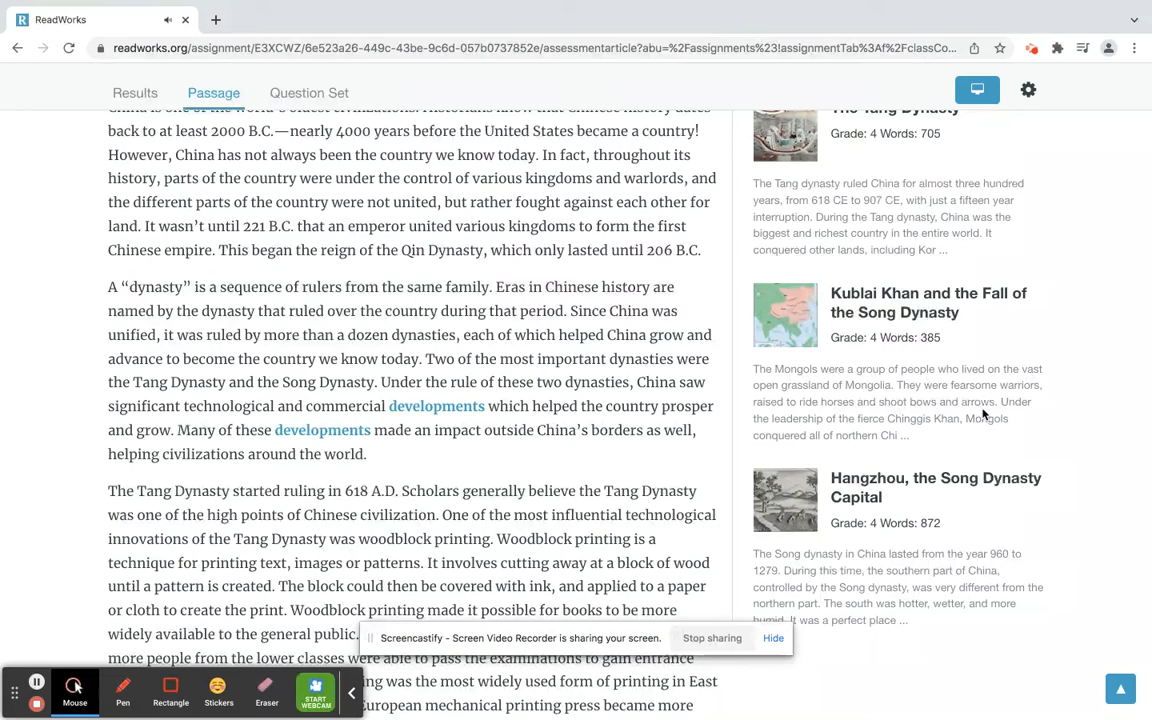 ReadWorks
readworks.org/assignment/E3XCWZ/6e523a26-449c-43be-9c6d-057b0737852e/assessmentarticle?abu=%2Fassignments%23!assignmentTab%3Af%2FclassCo...
Results
Passage
Question Set
China is one of the world's oldest civilizations. Historians know that Chinese history dates
back to at least 2000 B.C.—nearly 4000 years before the United States became a country!
However, China has not always been the country we know today. In fact, throughout its
history, parts of the country were under the control of various kingdoms and warlords, and
the different parts of the country were not united, but rather fought against each other for
land. It wasn't until 221 B.C. that an emperor united various kingdoms to form the first
Chinese empire. This began the reign of the Qin Dynasty, which only lasted until 206 B.C.
A “dynasty” is a sequence of rulers from the same family. Eras in Chinese history are
named by the dynasty that ruled over the country during that period. Since China was
unified, it was ruled by more than a dozen dynasties, each of which helped China grow and
advance to become the country we know today. Two of the most important dynasties were
the Tang Dynasty and the Song Dynasty. Under the rule of these two dynasties, China saw
significant technological and commercial developments which helped the country prosper
and grow. Many of these developments made an impact outside China's borders as well,
helping civilizations around the world.
The Tang Dynasty started ruling in 618 A.D. Scholars generally believe the Tang Dynasty
was one of the high points of Chinese civilization. One of the most influential technological
innovations of the Tang Dynasty was woodblock printing. Woodblock printing is a
technique for printing text, images or patterns. It involves cutting away at a block of wood
until a pattern is created. The block could then be covered with ink, and applied to a paper
or cloth to create the print. Woodblock printing made it possible for books to be more
widely available to the general public.
more people from the lower classes were able to pass the examinations to gain entrance
ing was the most widely used form of printing in East
European mechanical printing press became more
The Tang Dynasty
Grade: 4 Words: 705
The Tang dynasty ruled China for almost three hundred
years, from 618 CE to 907 CE, with just a fifteen year
interruption. During the Tang dynasty, China was the
biggest and richest country in the entire world. It
conquered other lands, including Kor ...
Kublai Khan and the Fall of
the Song Dynasty
Grade: 4 Words: 385
The Mongols were a group of people who lived on the vast
open grassland of Mongolia. They were fearsome warriors,
raised to ride horses and shoot bows and arrows. Under
the leadership of the fierce Chinggis Khan, Mongols
conquered all of northern Chi ...
Hangzhou, the Song Dynasty
Capital
Grade: 4 Words: 872
The Song dynasty in China lasted from the year 960 to
1279. During this time, the southern part of China,
controlled by the Song dynasty, was very different from the
northern part. The south was hotter, wetter, and more
humid. It was a perfect place ...
Screencastify - Screen Video Recorder is sharing your screen.
Stop sharing
Hide
Mouse
Pen
Rectangle
Stickers
Eraser
START
WEBCAM